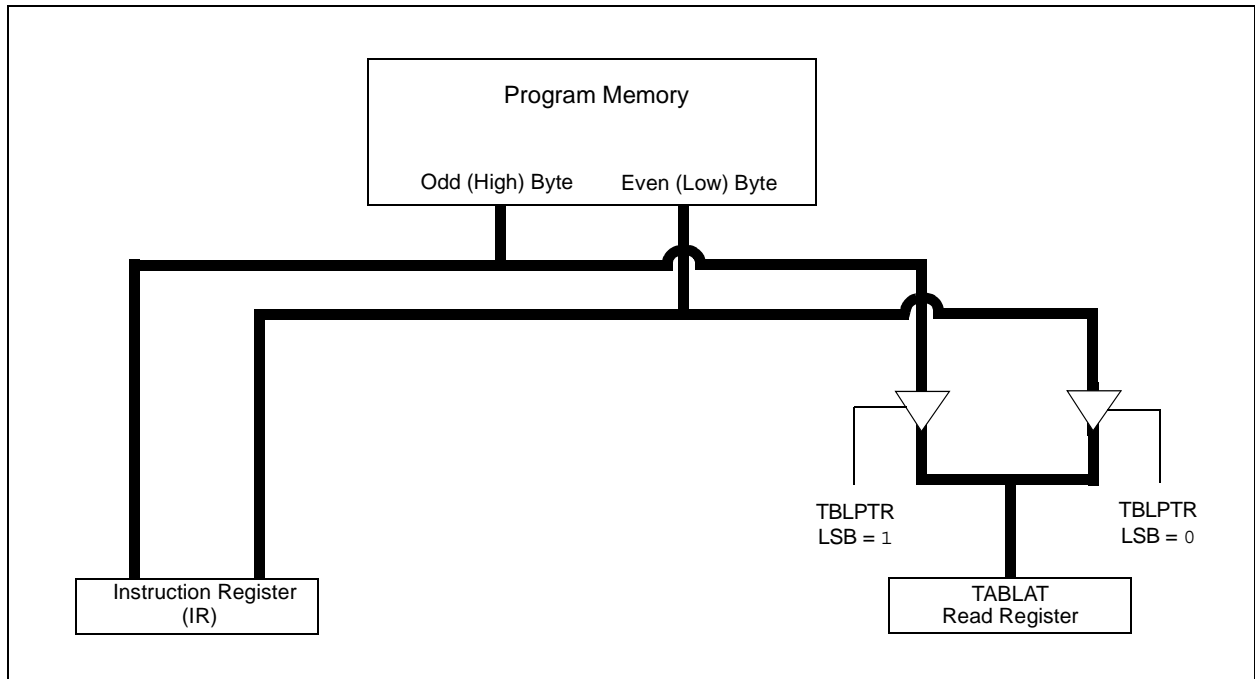 Program Memory
Odd (High) Byte
Even (Low) Byte
TBLPTR
LSB = 1
TBLPTR
LSB = 0
Instruction Register
(IR)
TABLAT
Read Register